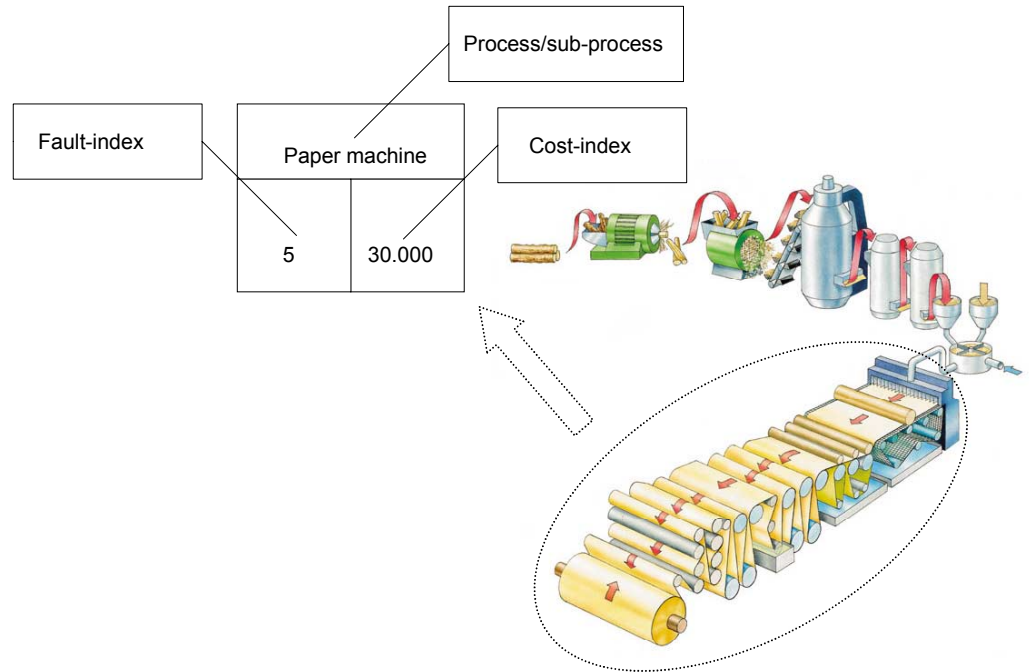 Process/sub-process
Fault-index
Paper machine
Cost-index
5
30.000